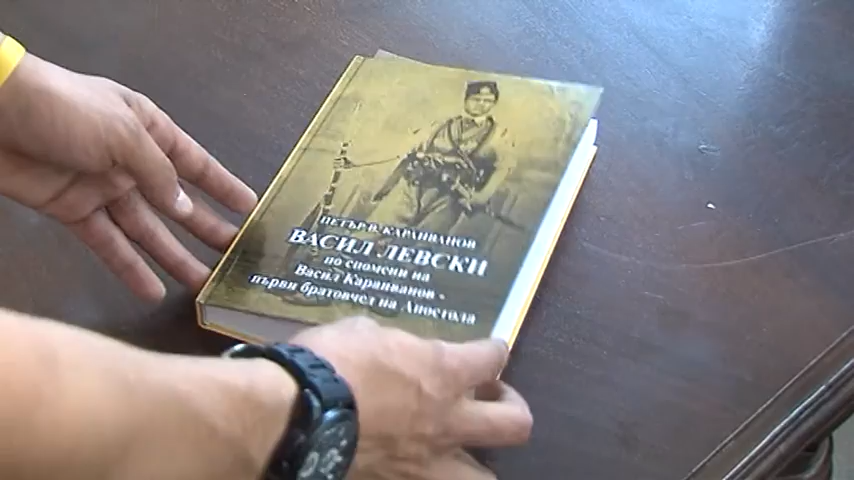 ПЕТЪР В. КАРАИВАНОВ
ВАСИЛ ЛЕВСКИ
по спомени на
Васил Караиванов -
първи братовчед на Апостола